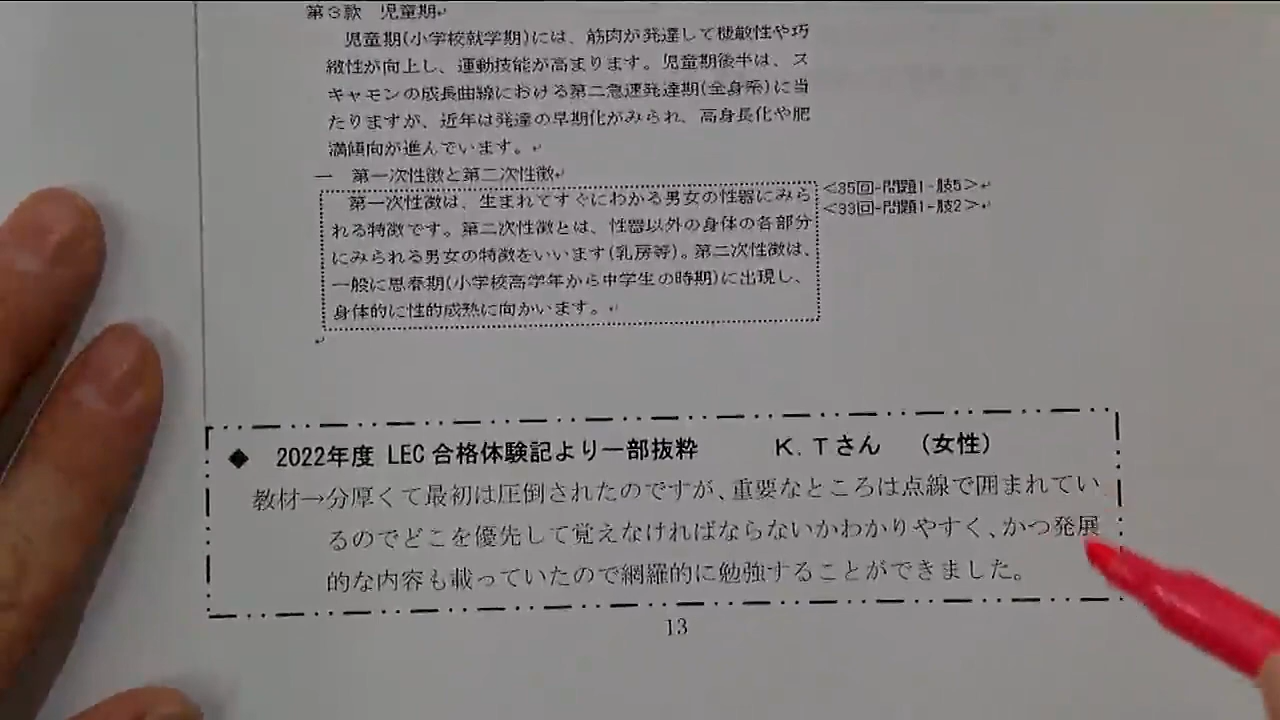 第３款　児童期
児童期(小学校就学期)には、筋肉が発達して機敏性や巧
緻性が向上し、運動技能が高まります。児童期後半は、ス
キャモンの成長曲線における第二急速発達期(全身系)に当
たりますが、近年は発達の早期化がみられ、高身長化や肥
満傾向が進んでいます。
一　第一次性徴と第二次性徴
第一次性徴は、生まれてすぐにわかる男女の性器にみら
れる特徴です。第二次性徴とは、性器以外の身体の各部分
にみられる男女の特徴をいいます(乳房等)。第二次性徴は、
一般に思春期(小学校高学年から中学生の時期)に出現し、
身体的に性的成熟に向かいます。
＜35回-問題1-肢5＞
＜33回-問題1-肢2＞
◆　2022年度 LEC合格体験記より一部抜粋　　　K.Tさん　（女性）
教材→分厚くて最初は圧倒されたのですが、重要なところは点線で囲まれてい
るのでどこを優先して覚えなければならないかわかりやすく、かつ発展
的な内容も載っていたので網羅的に勉強することができました。
13